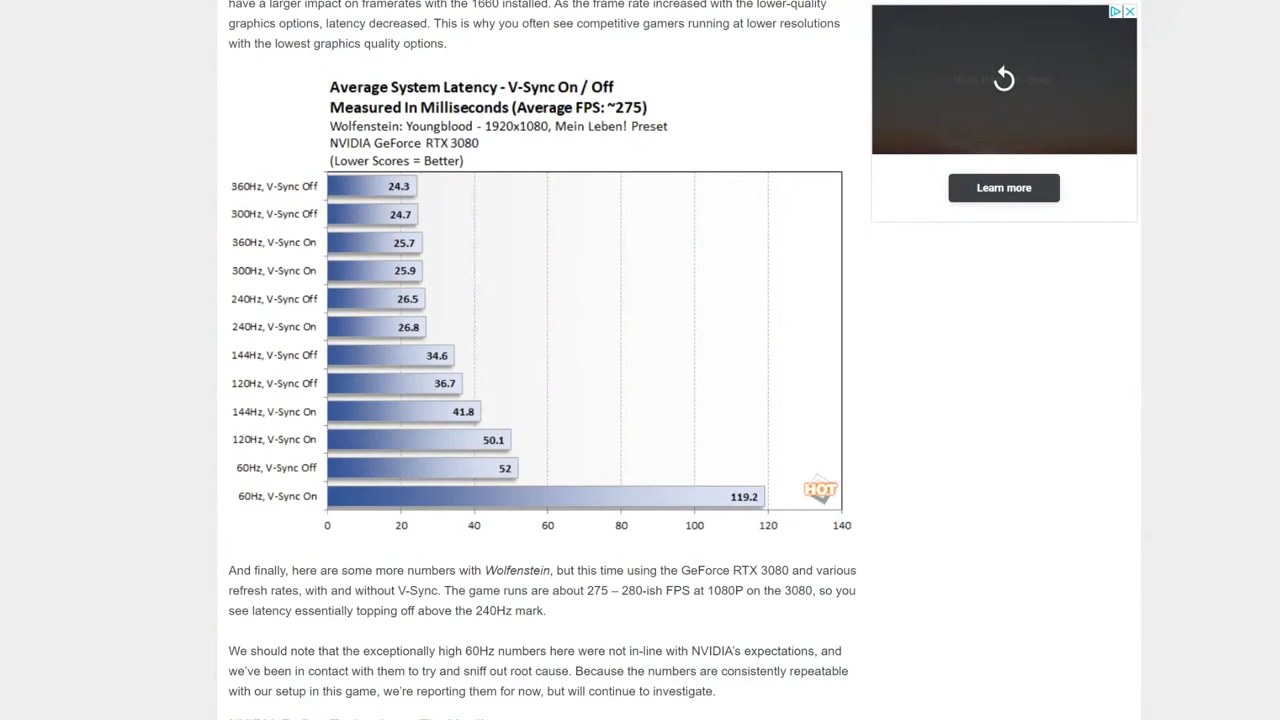 have a larger impact on framerates with the 1660 installed. As the frame rate increased with the lower-quality
graphics options, latency decreased. This is why you often see competitive gamers running at lower resolutions
with the lowest graphics quality options.
Average System Latency - V-Sync On / Off
Measured In Milliseconds (Average FPS: ~275)
Wolfenstein: Youngblood - 1920x1080, Mein Leben! Preset
NVIDIA GeForce RTX 3080
(Lower Scores = Better)
360Hz, V-Sync Off 24.3
300Hz, V-Sync Off 24.7
360Hz, V-Sync On 25.7
300Hz, V-Sync On 25.9
240Hz, V-Sync Off 26.5
240Hz, V-Sync On 26.8
144Hz, V-Sync Off 34.6
120Hz, V-Sync Off 36.7
144Hz, V-Sync On 41.8
120Hz, V-Sync On 50.1
60Hz, V-Sync Off 52
60Hz, V-Sync On 119.2
HOT
0 20 40 60 80 100 120 140
And finally, here are some more numbers with Wolfenstein, but this time using the GeForce RTX 3080 and various
refresh rates, with and without V-Sync. The game runs are about 275 – 280-ish FPS at 1080P on the 3080, so you
see latency essentially topping off above the 240Hz mark.
We should note that the exceptionally high 60Hz numbers here were not in-line with NVIDIA's expectations, and
we've been in contact with them to try and sniff out root cause. Because the numbers are consistently repeatable
with our setup in this game, we're reporting them for now, but will continue to investigate.
Learn more